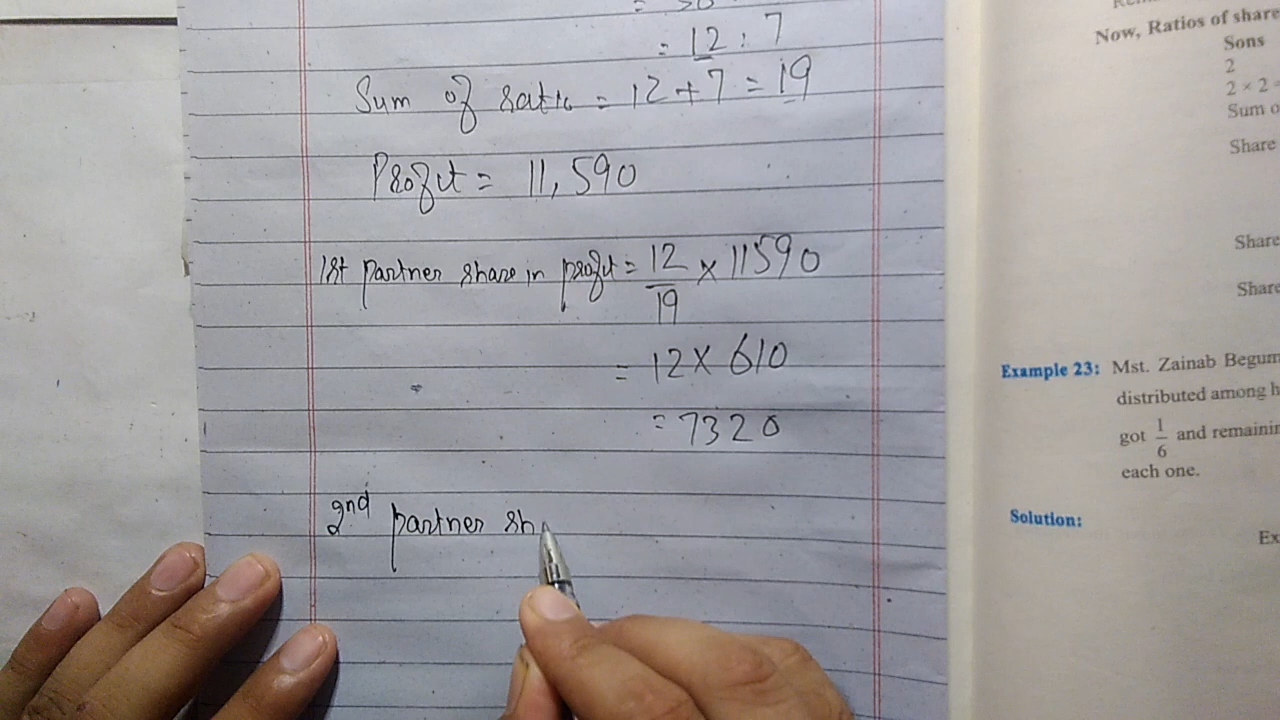 = 12 : 7
Sum of ratio = 12 + 7 = 19
Profit = 11,590
1st partner share in profit = 12/19 × 11590
= 12 × 610
= 7320
2nd partner sh
Now, Ratios of share
Sons
2
2 × 2
Sum o
Share
Share
Share
Example 23: Mst. Zainab Begum
distributed among h
got 1/6 and remainin
each one.
Solution:
Ex